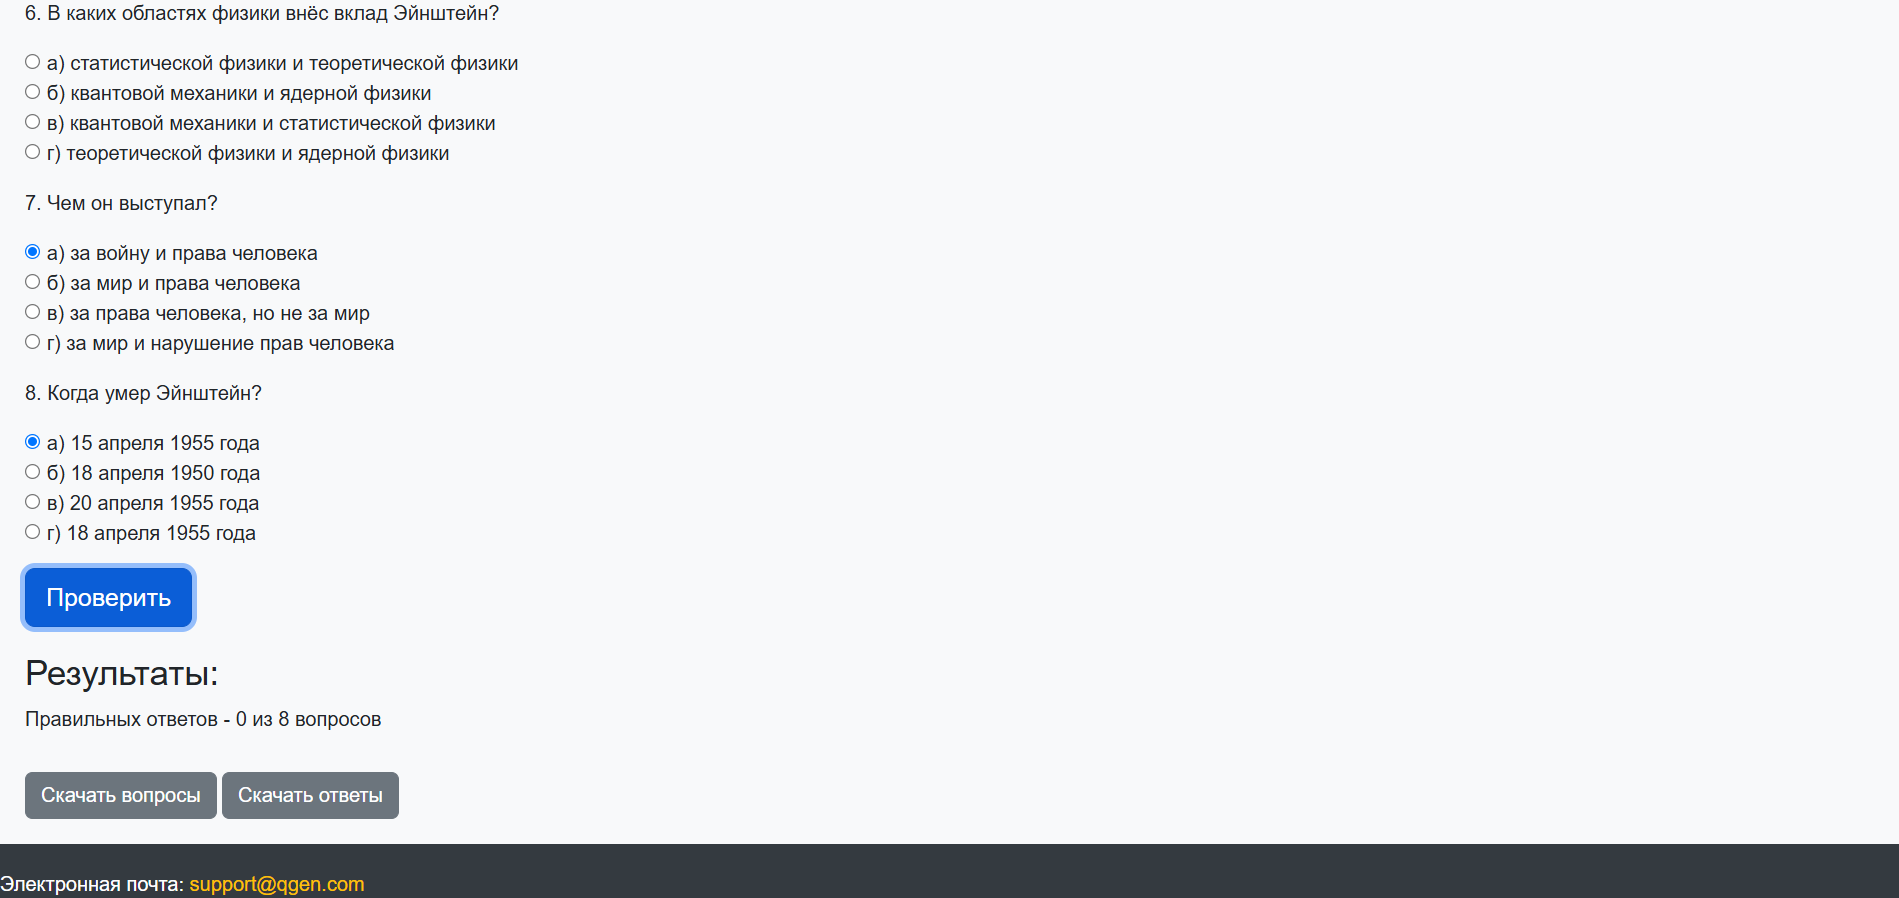 6. В каких областях физики внёс вклад Эйнштейн?
а) статистической физики и теоретической физики
б) квантовой механики и ядерной физики
в) квантовой механики и статистической физики
г) теоретической физики и ядерной физики
7. Чем он выступал?
а) за войну и права человека
б) за мир и права человека
в) за права человека, но не за мир
г) за мир и нарушение прав человека
8. Когда умер Эйнштейн?
а) 15 апреля 1955 года
б) 18 апреля 1950 года
в) 20 апреля 1955 года
г) 18 апреля 1955 года
Проверить
Результаты:
Правильных ответов - 0 из 8 вопросов
Скачать вопросы Скачать ответы
Электронная почта: support@qgen.com